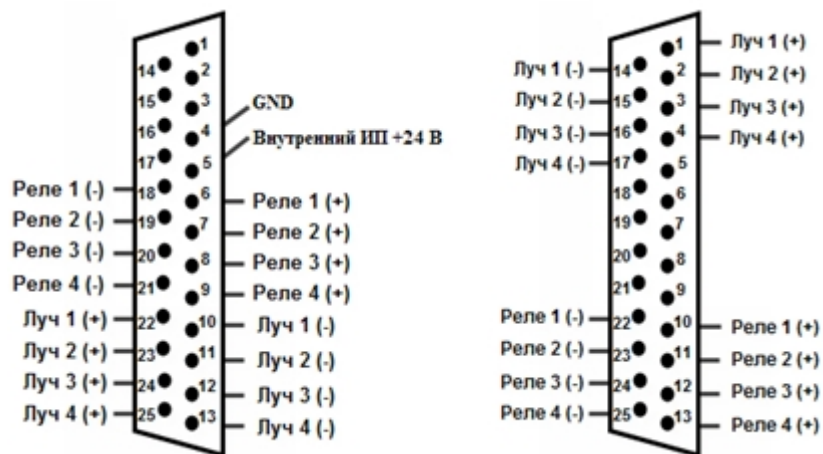 1
14
2
15
3
GND
16
4
Внутренний ИП +24 В
17
5
Реле 1 (-)
18
6
Реле 1 (+)
Реле 2 (-)
19
7
Реле 2 (+)
Реле 3 (-)
20
8
Реле 3 (+)
Реле 4 (-)
21
9
Реле 4 (+)
Луч 1 (+)
22
10
Луч 1 (-)
Луч 2 (+)
23
11
Луч 2 (-)
Луч 3 (+)
24
12
Луч 3 (-)
Луч 4 (+)
25
13
Луч 4 (-)
1
Луч 1 (+)
Луч 1 (-)
14
2
Луч 2 (+)
Луч 2 (-)
15
3
Луч 3 (+)
Луч 3 (-)
16
4
Луч 4 (+)
Луч 4 (-)
17
5
18
6
19
7
20
8
21
9
Реле 1 (-)
22
10
Реле 1 (+)
Реле 2 (-)
23
11
Реле 2 (+)
Реле 3 (-)
24
12
Реле 3 (+)
Реле 4 (-)
25
13
Реле 4 (+)